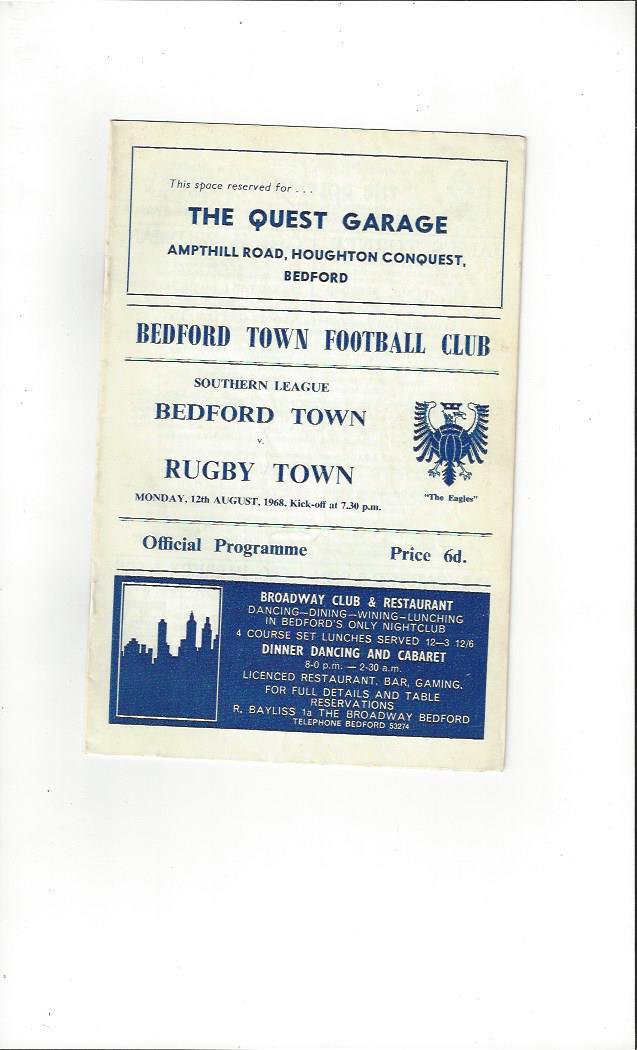 This space reserved for . . .
THE QUEST GARAGE
AMPTHILL ROAD, HOUGHTON CONQUEST,
BEDFORD
BEDFORD TOWN FOOTBALL CLUB
SOUTHERN LEAGUE
BEDFORD TOWN
v.
RUGBY TOWN
MONDAY, 12th AUGUST, 1968. Kick-off at 7.30 p.m.
"The Eagles"
Official Programme Price 6d.
BROADWAY CLUB & RESTAURANT
DANCING—DINING—WINING—LUNCHING
IN BEDFORD'S ONLY NIGHTCLUB
4 COURSE SET LUNCHES SERVED 12—3 12/6
DINNER DANCING AND CABARET
8-0 p.m. — 2-30 a.m.
LICENCED RESTAURANT, BAR, GAMING.
FOR FULL DETAILS AND TABLE
RESERVATIONS
R. BAYLISS 1a THE BROADWAY BEDFORD
TELEPHONE BEDFORD 53274